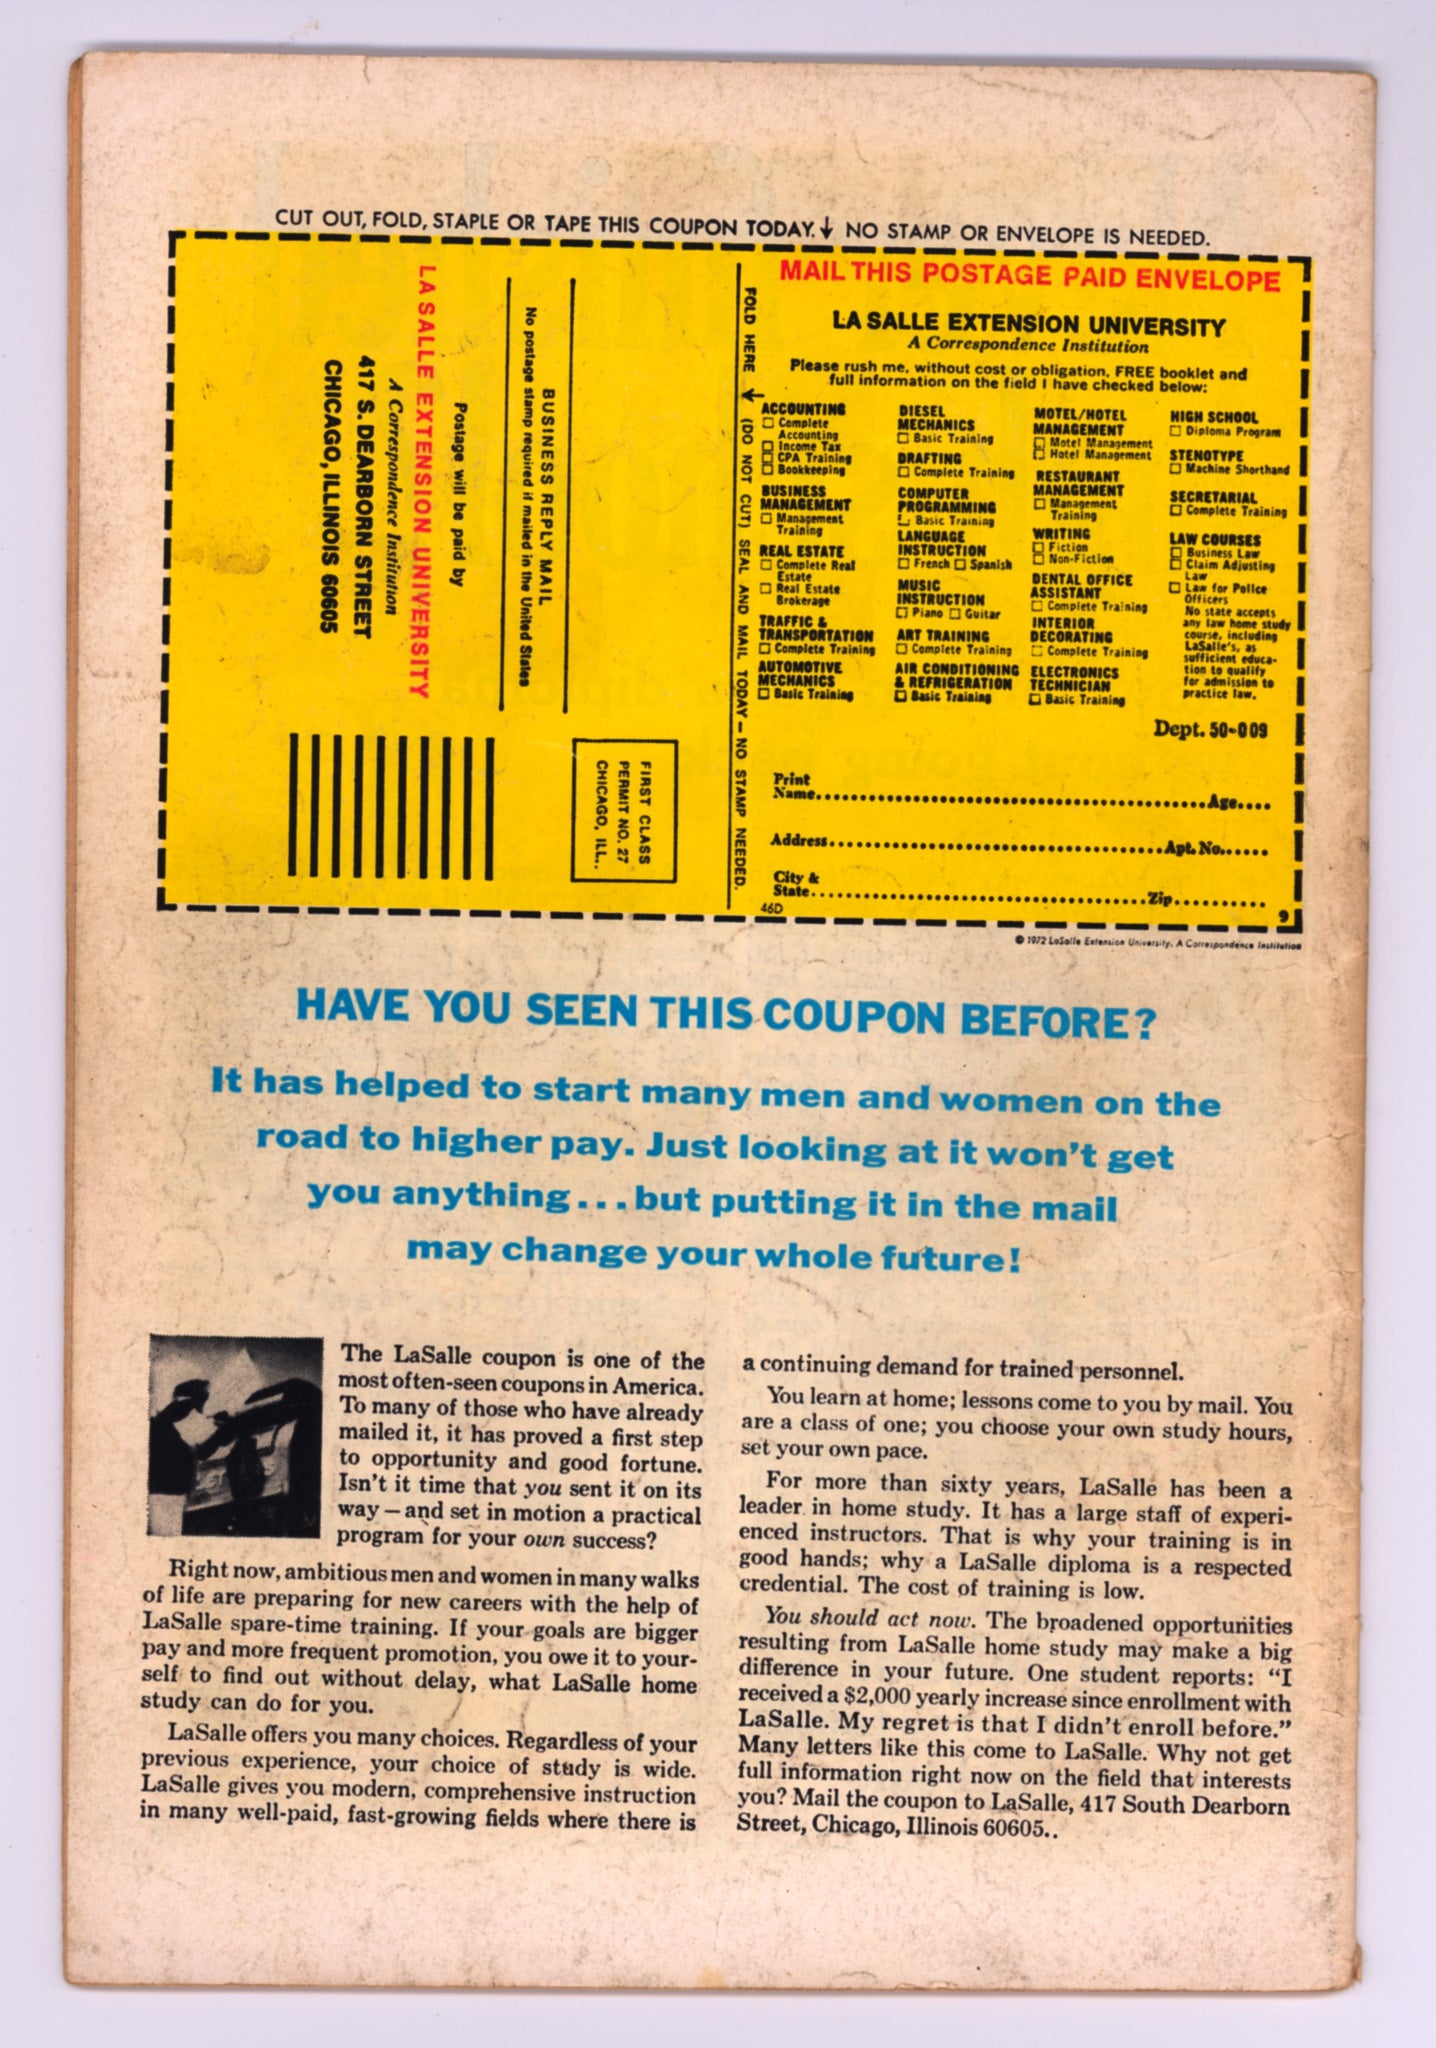 CUT OUT, FOLD, STAPLE OR TAPE THIS COUPON TODAY.↓ NO STAMP OR ENVELOPE IS NEEDED.
BUSINESS REPLY MAIL
No postage stamp required if mailed in the United States
Postage will be paid by
LA SALLE EXTENSION UNIVERSITY
A Correspondence Institution
417 S. DEARBORN STREET
CHICAGO, ILLINOIS 60605
FIRST CLASS
PERMIT NO. 27
CHICAGO, ILL..
FOLD HERE ↓ (DO NOT CUT) SEAL AND MAIL TODAY — NO STAMP NEEDED.
MAIL THIS POSTAGE PAID ENVELOPE
LA SALLE EXTENSION UNIVERSITY
A Correspondence Institution
Please rush me, without cost or obligation, FREE booklet and
full information on the field I have checked below:
ACCOUNTING
□ Complete
Accounting
□ Income Tax
□ CPA Training
□ Bookkeeping
BUSINESS
MANAGEMENT
□ Management
Training
REAL ESTATE
□ Complete Real
Estate
□ Real Estate
Brokerage
TRAFFIC &
TRANSPORTATION
□ Complete Training
AUTOMOTIVE
MECHANICS
□ Basic Training
DIESEL
MECHANICS
□ Basic Training
DRAFTING
□ Complete Training
COMPUTER
PROGRAMMING
□ Basic Training
LANGUAGE
INSTRUCTION
□ French □ Spanish
MUSIC
INSTRUCTION
□ Piano □ Guitar
ART TRAINING
□ Complete Training
AIR CONDITIONING
& REFRIGERATION
□ Basic Training
MOTEL/HOTEL
MANAGEMENT
□ Motel Management
□ Hotel Management
RESTAURANT
MANAGEMENT
□ Management
Training
WRITING
□ Fiction
□ Non-Fiction
DENTAL OFFICE
ASSISTANT
□ Complete Training
INTERIOR
DECORATING
□ Complete Training
ELECTRONICS
TECHNICIAN
□ Basic Training
HIGH SCHOOL
□ Diploma Program
STENOTYPE
□ Machine Shorthand
SECRETARIAL
□ Complete Training
LAW COURSES
□ Business Law
□ Claim Adjusting
Law
□ Law for Police
Officers
No state accepts
any law home study
course, including
LaSalle's, as
sufficient educa-
tion to qualify
for admission to
practice law.
Dept. 50-009
Print
Name..........Age....
Address..........Apt. No......
City &
State..........Zip..........
46D
9
© 1972 LaSalle Extension University, A Correspondence Institution
HAVE YOU SEEN THIS COUPON BEFORE?
It has helped to start many men and women on the
road to higher pay. Just looking at it won't get
you anything...but putting it in the mail
may change your whole future!
The LaSalle coupon is one of the
most often-seen coupons in America.
To many of those who have already
mailed it, it has proved a first step
to opportunity and good fortune.
Isn't it time that you sent it on its
way — and set in motion a practical
program for your own success?
Right now, ambitious men and women in many walks
of life are preparing for new careers with the help of
LaSalle spare-time training. If your goals are bigger
pay and more frequent promotion, you owe it to your-
self to find out without delay, what LaSalle home
study can do for you.
LaSalle offers you many choices. Regardless of your
previous experience, your choice of study is wide.
LaSalle gives you modern, comprehensive instruction
in many well-paid, fast-growing fields where there is
a continuing demand for trained personnel.
You learn at home; lessons come to you by mail. You
are a class of one; you choose your own study hours,
set your own pace.
For more than sixty years, LaSalle has been a
leader in home study. It has a large staff of experi-
enced instructors. That is why your training is in
good hands; why a LaSalle diploma is a respected
credential. The cost of training is low.
You should act now. The broadened opportunities
resulting from LaSalle home study may make a big
difference in your future. One student reports: "I
received a $2,000 yearly increase since enrollment with
LaSalle. My regret is that I didn't enroll before."
Many letters like this come to LaSalle. Why not get
full information right now on the field that interests
you? Mail the coupon to LaSalle, 417 South Dearborn
Street, Chicago, Illinois 60605..